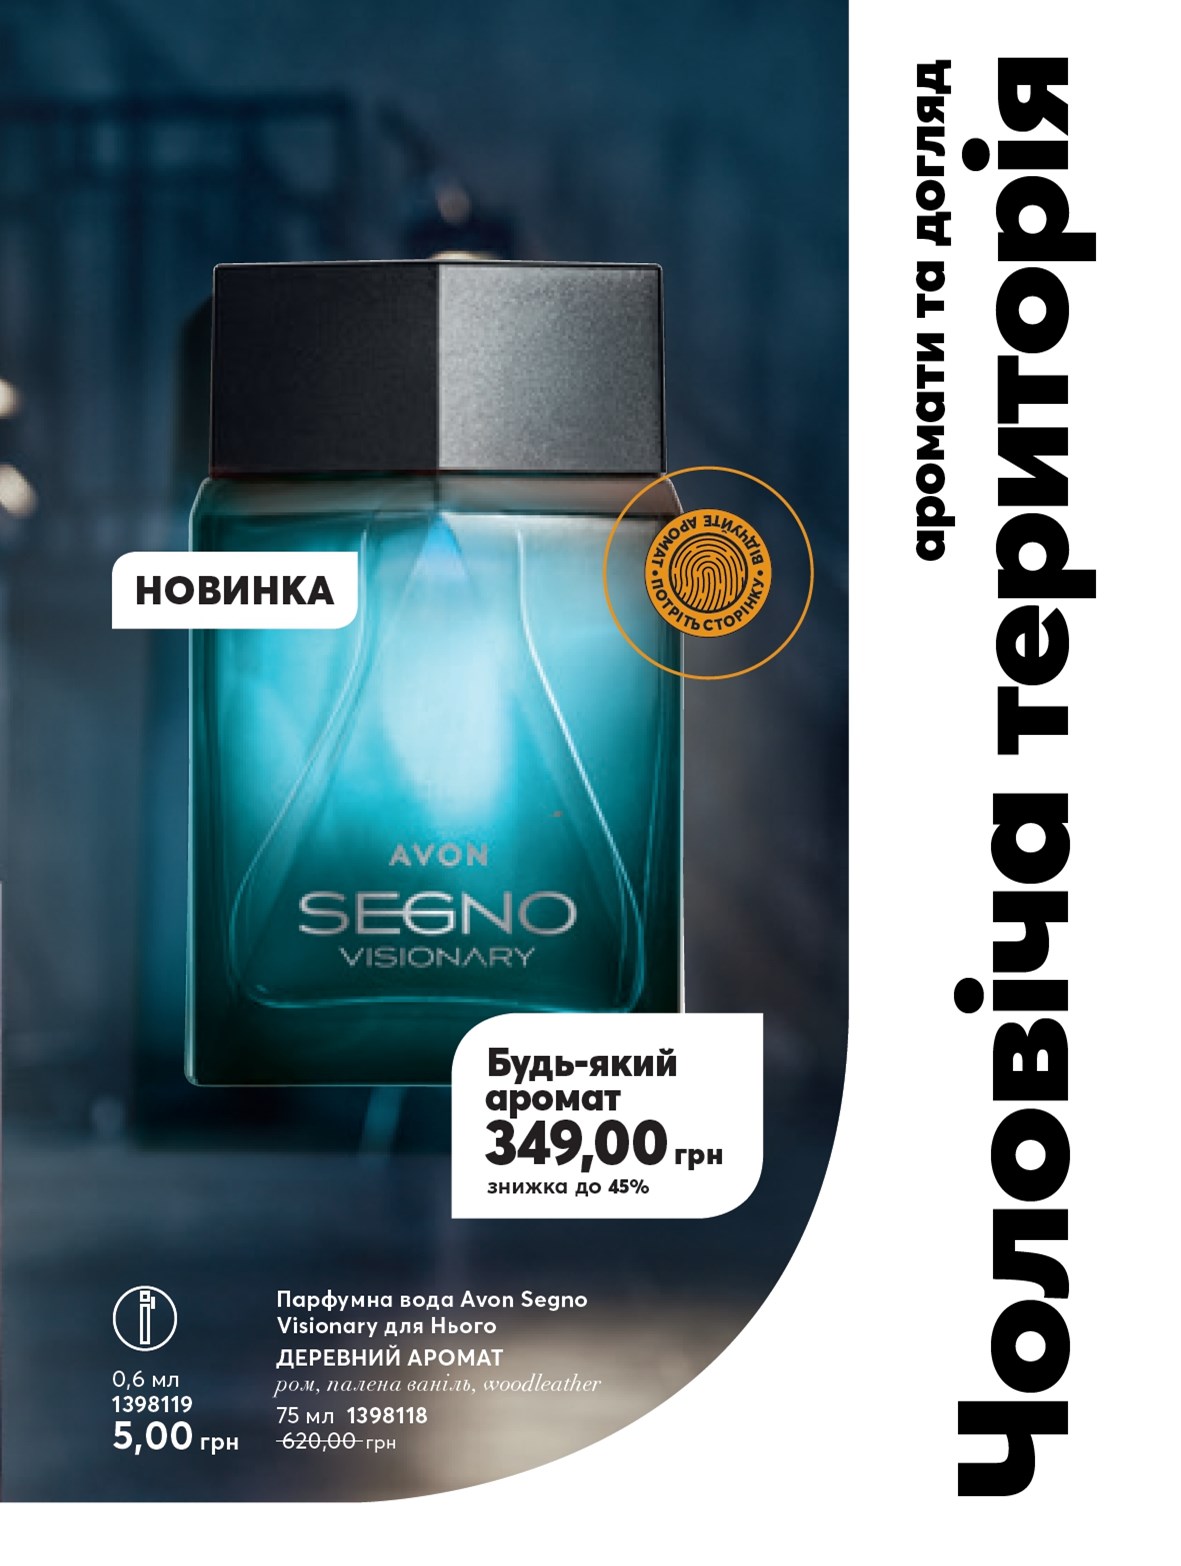 Чоловіча територія
аромати та догляд
НОВИНКА
ВІДЧУЙТЕ АРОМАТ • ПОТРІТЬ СТОРІНКУ •
AVON
SEGNO
VISIONARY
Будь-який
аромат
349,00 грн
знижка до 45%
0,6 мл
1398119
5,00 грн
Парфумна вода Avon Segno
Visionary для Нього
ДЕРЕВНИЙ АРОМАТ
ром, палена ваніль, woodleather
75 мл 1398118
620,00 грн